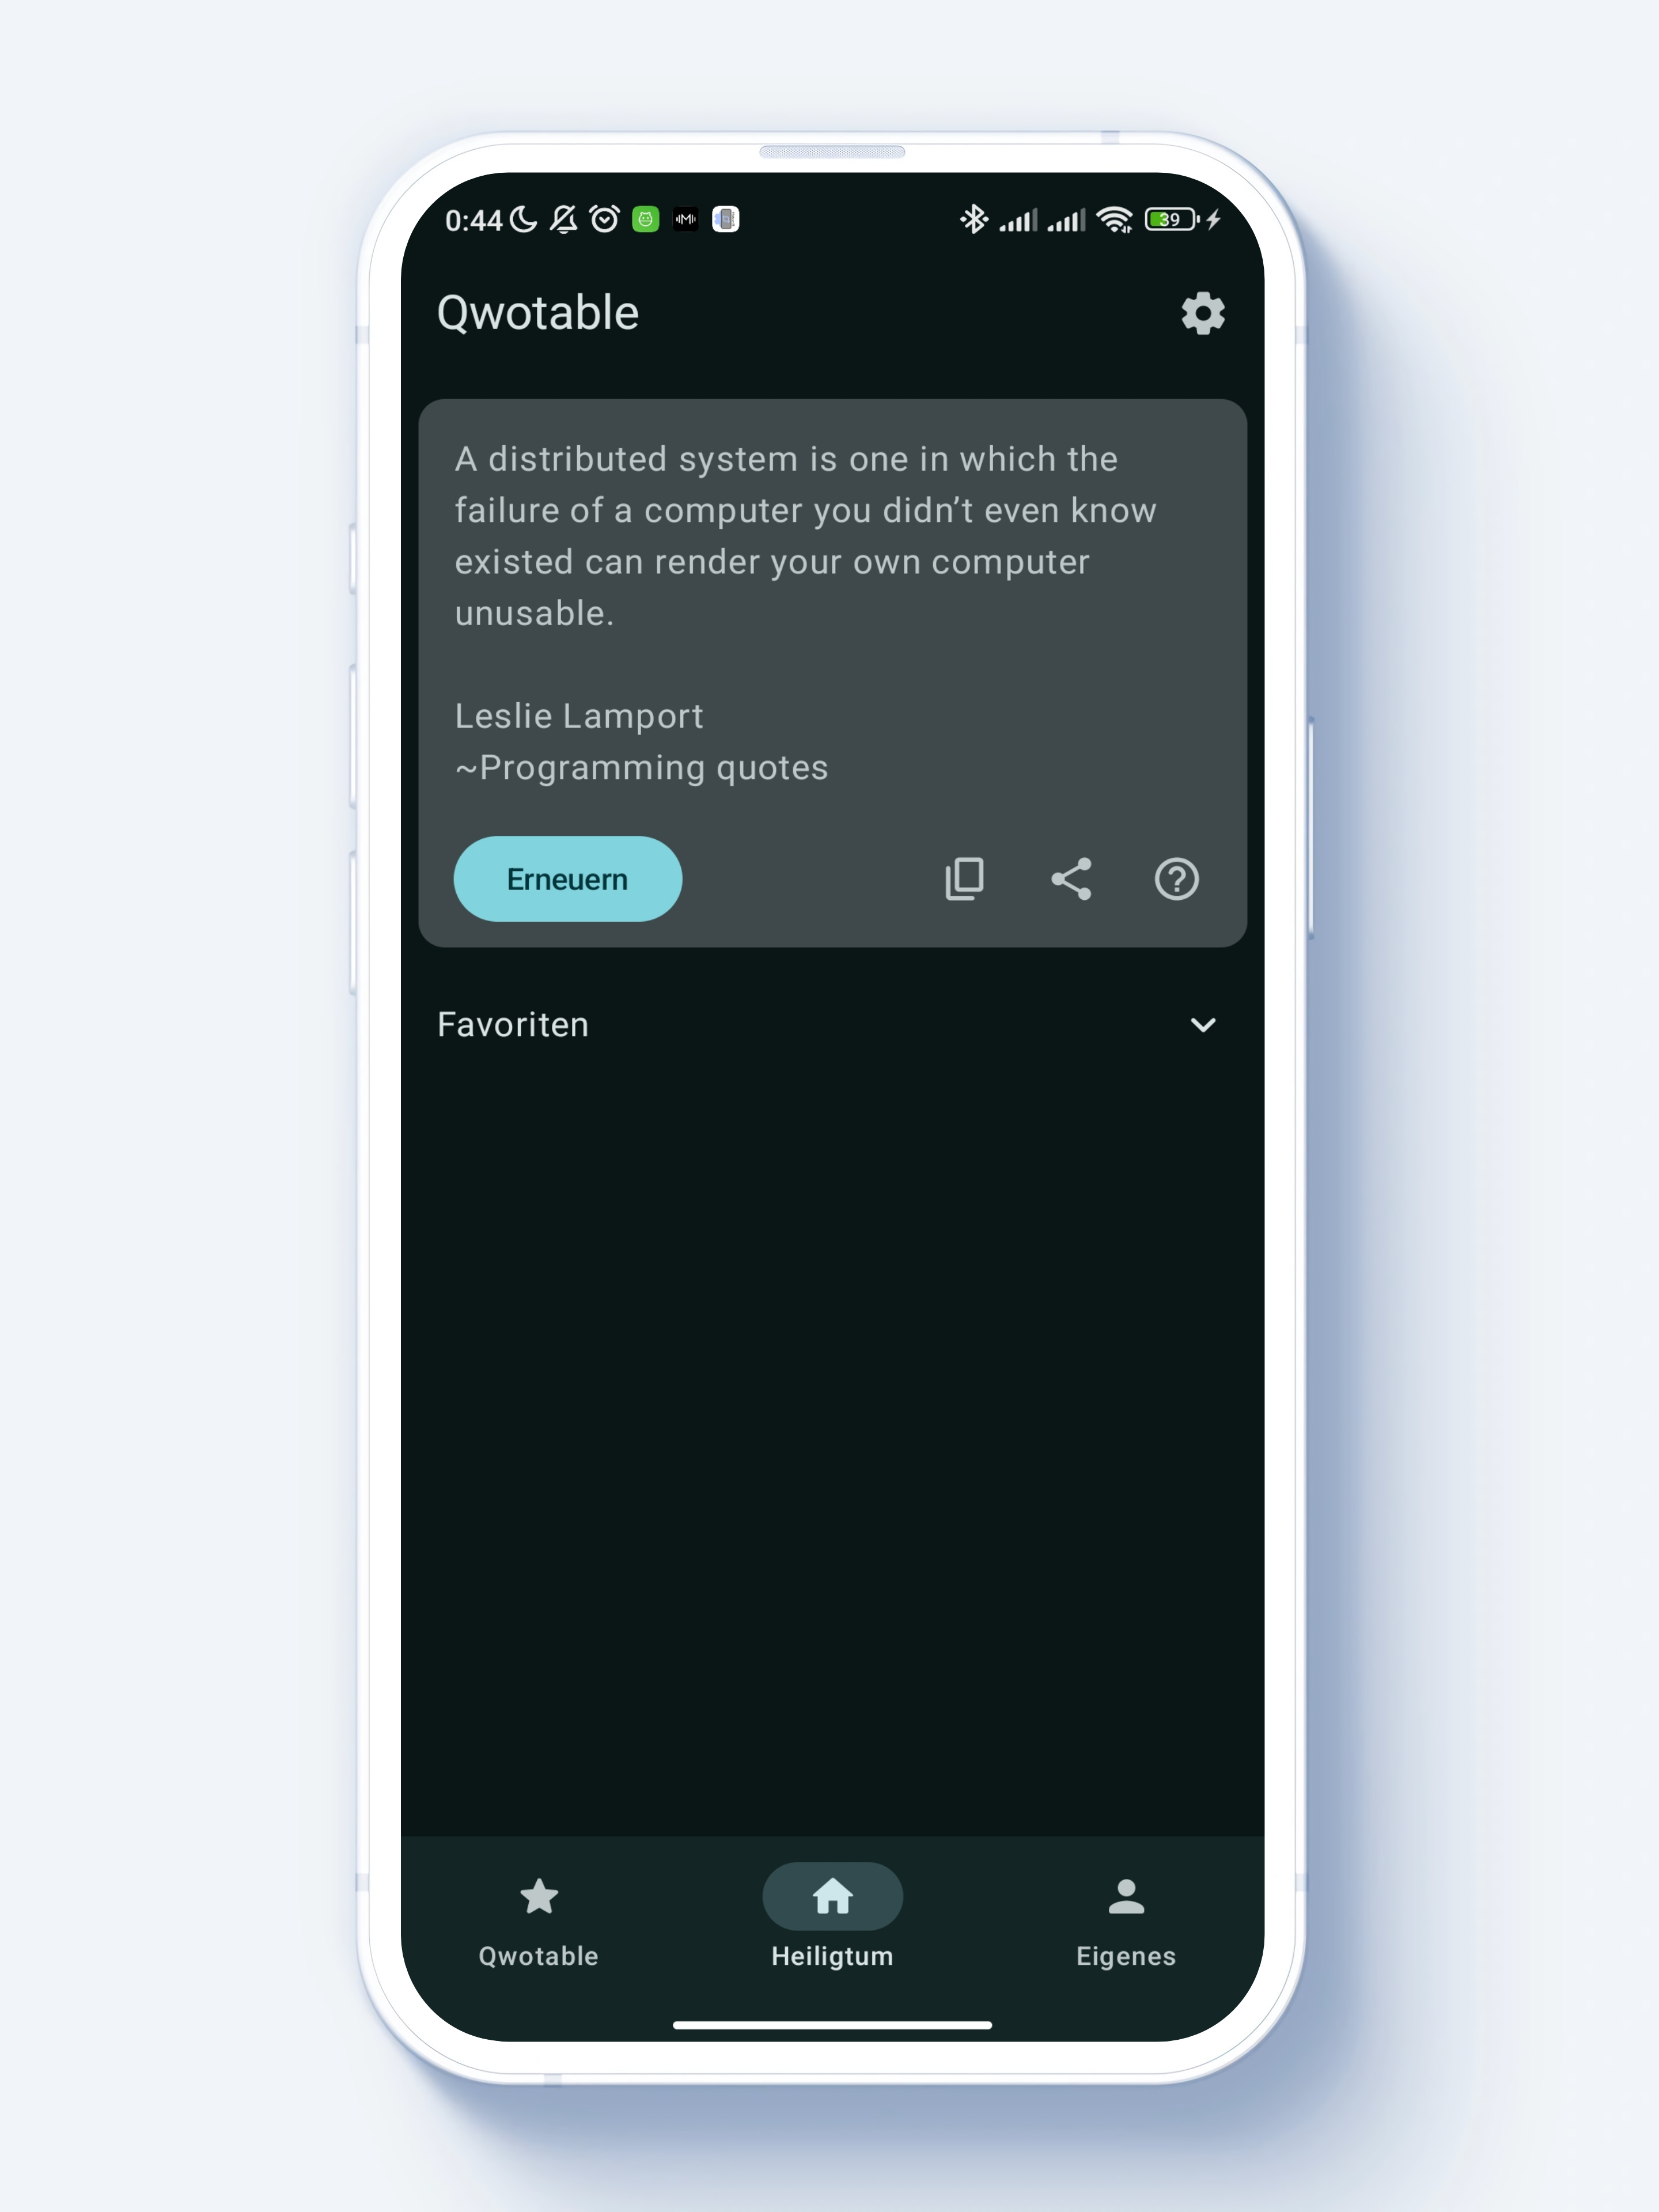 0:44
39
Qwotable
A distributed system is one in which the
failure of a computer you didn’t even know
existed can render your own computer
unusable.
Leslie Lamport
~Programming quotes
Erneuern
Favoriten
Qwotable
Heiligtum
Eigenes